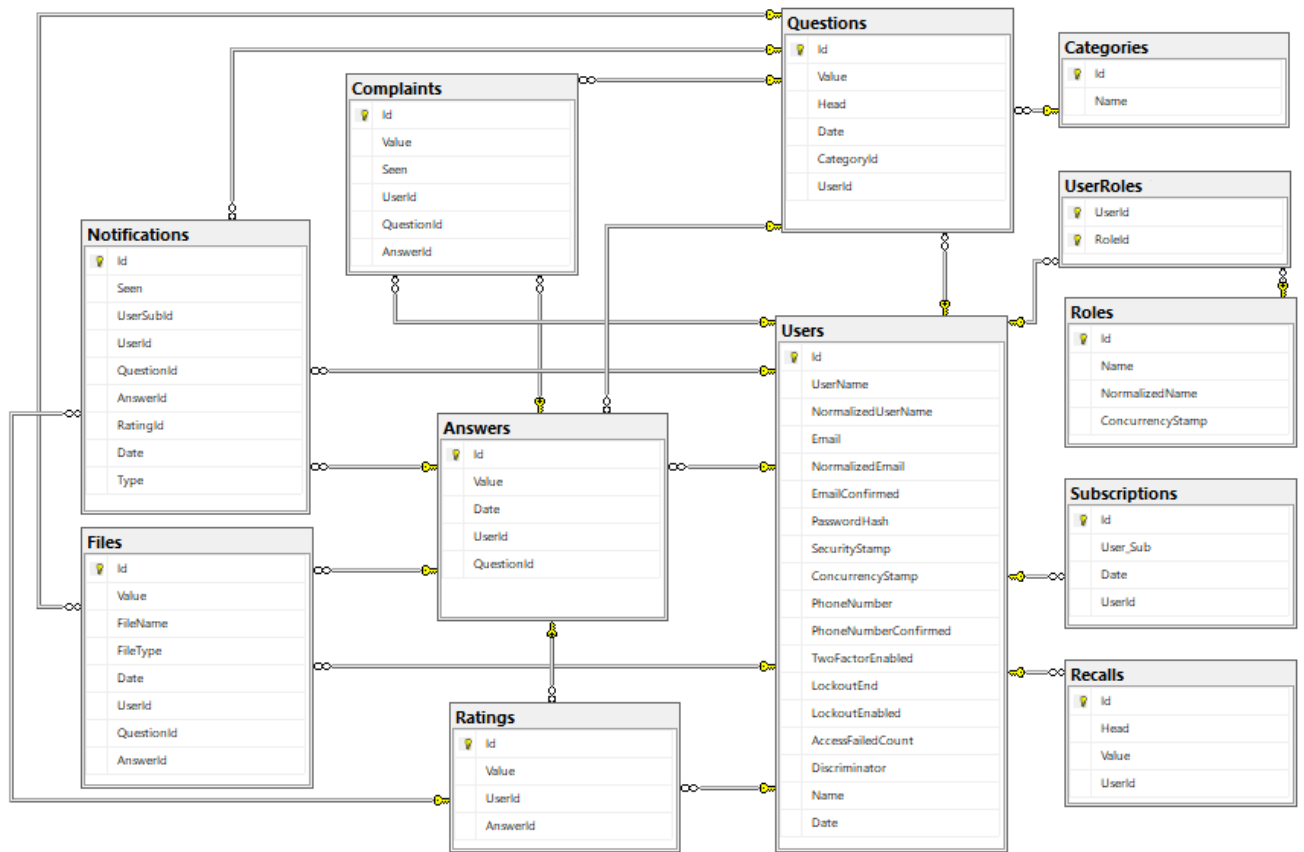 Questions
Id
Value
Head
Date
CategoryId
UserId
Categories
Id
Name
Complaints
Id
Value
Seen
UserId
QuestionId
AnswerId
UserRoles
UserId
RoleId
Notifications
Id
Seen
UserSubId
UserId
QuestionId
AnswerId
RatingId
Date
Type
Roles
Id
Name
NormalizedName
ConcurrencyStamp
Users
Id
UserName
NormalizedUserName
Email
NormalizedEmail
EmailConfirmed
PasswordHash
SecurityStamp
ConcurrencyStamp
PhoneNumber
PhoneNumberConfirmed
TwoFactorEnabled
LockoutEnd
LockoutEnabled
AccessFailedCount
Discriminator
Name
Date
Answers
Id
Value
Date
UserId
QuestionId
Subscriptions
Id
User_Sub
Date
UserId
Files
Id
Value
FileName
FileType
Date
UserId
QuestionId
AnswerId
Recalls
Id
Head
Value
UserId
Ratings
Id
Value
UserId
AnswerId